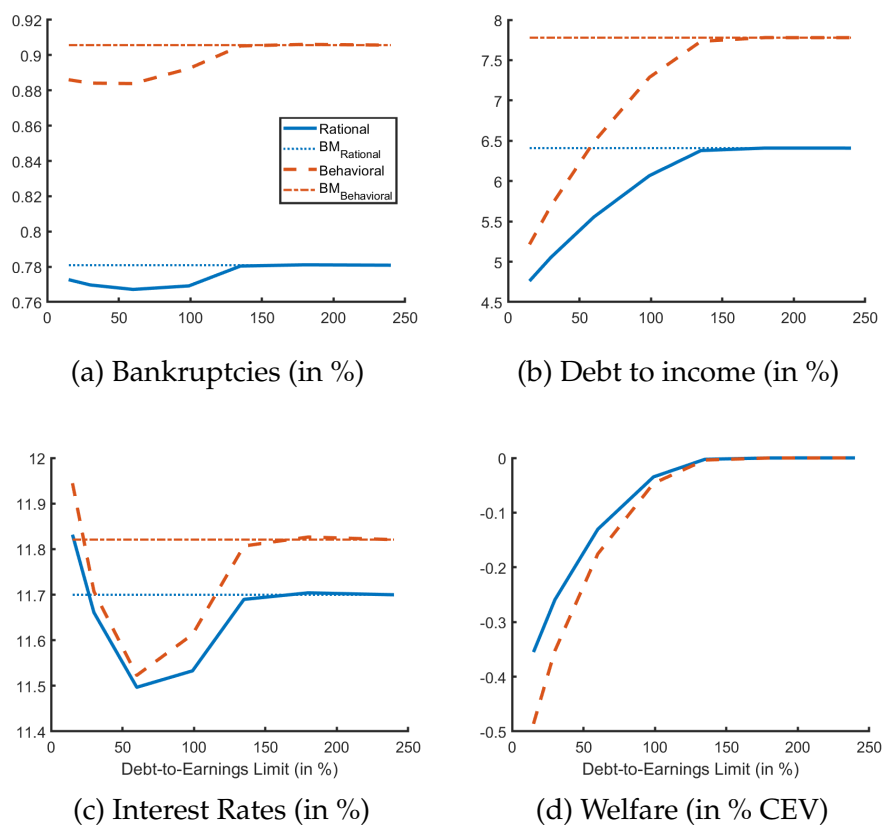 0.92
0.9
0.88
0.86
0.84
0.82
0.8
0.78
0.76
0 50 100 150 200 250
Rational
BM_Rational
Behavioral
BM_Behavioral
(a) Bankruptcies (in %)
8
7.5
7
6.5
6
5.5
5
4.5
0 50 100 150 200 250
(b) Debt to income (in %)
12
11.9
11.8
11.7
11.6
11.5
11.4
0 50 100 150 200 250
Debt-to-Earnings Limit (in %)
(c) Interest Rates (in %)
0
-0.1
-0.2
-0.3
-0.4
-0.5
0 50 100 150 200 250
Debt-to-Earnings Limit (in %)
(d) Welfare (in % CEV)